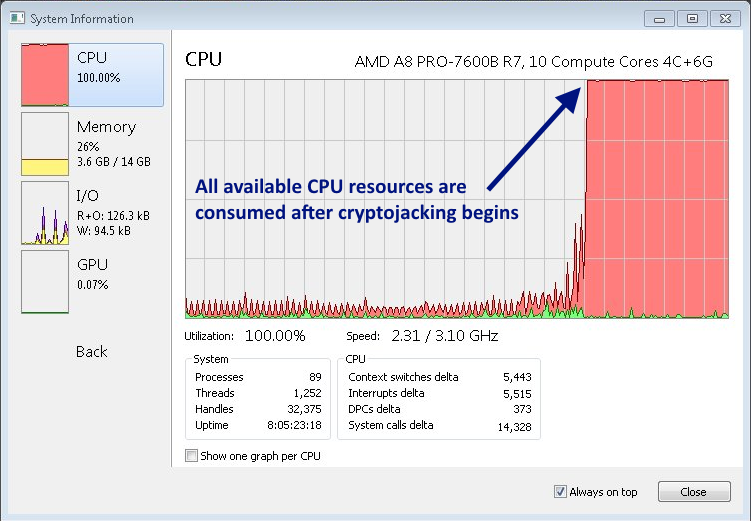 System Information
CPU
100.00%
Memory
26%
3.6 GB / 14 GB
I/O
R+O: 126.3 kB
W: 94.5 kB
GPU
0.07%
Back
CPU
AMD A8 PRO-7600B R7, 10 Compute Cores 4C+6G
All available CPU resources are
consumed after cryptojacking begins
Utilization: 100.00% Speed: 2.31 / 3.10 GHz
System
Processes 89
Threads 1,252
Handles 32,375
Uptime 8:05:23:18
CPU
Context switches delta 5,443
Interrupts delta 5,515
DPCs delta 373
System calls delta 14,328
Show one graph per CPU
Always on top
Close